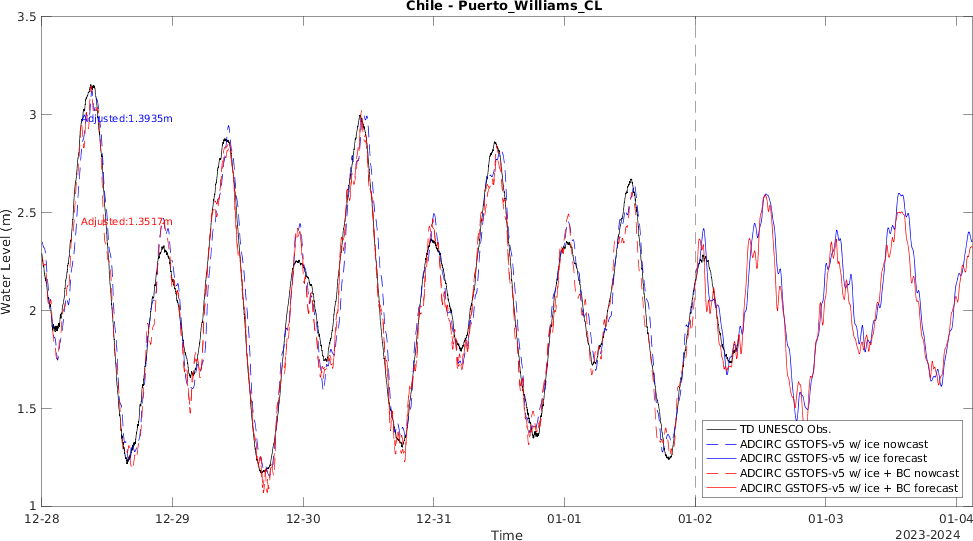 Chile - Puerto_Williams_CL
3.5
3
2.5
2
1.5
1
Water Level (m)
Adjusted:1.3935m
Adjusted:1.3517m
TD UNESCO Obs.
ADCIRC GSTOFS-v5 w/ ice nowcast
ADCIRC GSTOFS-v5 w/ ice forecast
ADCIRC GSTOFS-v5 w/ ice + BC nowcast
ADCIRC GSTOFS-v5 w/ ice + BC forecast
12-28 12-29 12-30 12-31 01-01 01-02 01-03 01-04
Time
2023-2024